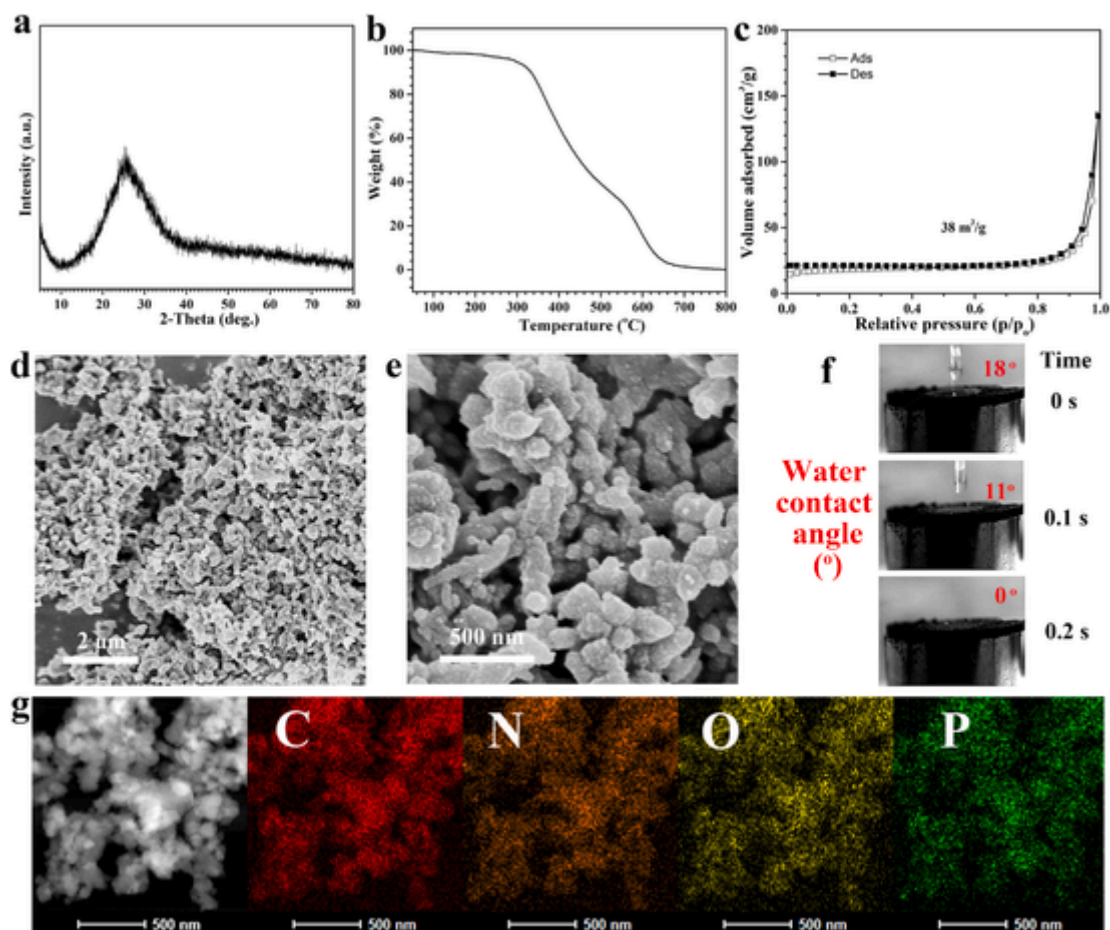 a
Intensity (a.u.)
10 20 30 40 50 60 70 80
2-Theta (deg.)
b
Weight (%)
100
80
60
40
20
0
100 200 300 400 500 600 700 800
Temperature (°C)
c
Volume adsorbed (cm³/g)
200
150
100
50
0
Ads
Des
38 m²/g
0.0 0.2 0.4 0.6 0.8 1.0
Relative pressure (p/pₒ)
d
2 um
e
500 nm
f
Water
contact
angle
(°)
Time
18°
0 s
11°
0.1 s
0°
0.2 s
g
C
N
O
P
500 nm
500 nm
500 nm
500 nm
500 nm